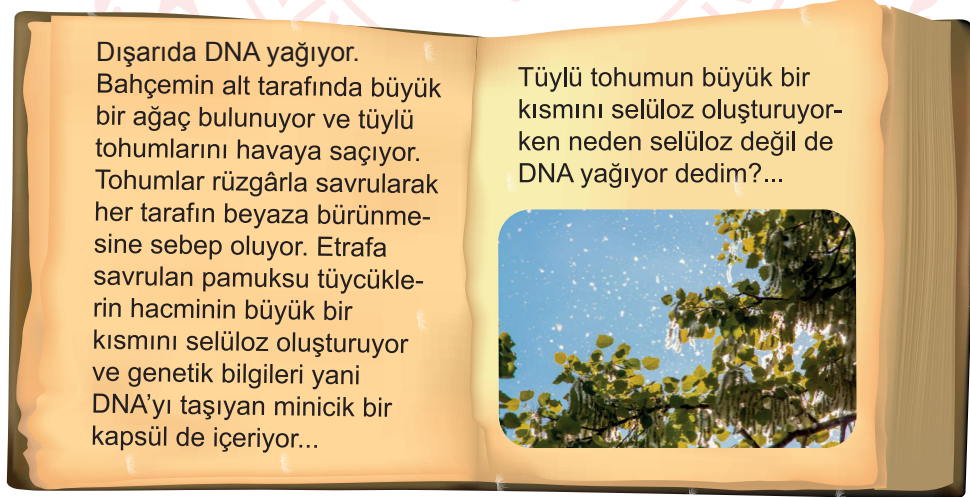 Dışarıda DNA yağıyor.
Bahçemin alt tarafında büyük
bir ağaç bulunuyor ve tüylü
tohumlarını havaya saçıyor.
Tohumlar rüzgârla savrularak
her tarafın beyaza bürünme-
sine sebep oluyor. Etrafa
savrulan pamuksu tüycükle-
rin hacminin büyük bir
kısmını selüloz oluşturuyor
ve genetik bilgileri yani
DNA'yı taşıyan minicik bir
kapsül de içeriyor...
Tüylü tohumun büyük bir
kısmını selüloz oluşturuyor-
ken neden selüloz değil de
DNA yağıyor dedim?...